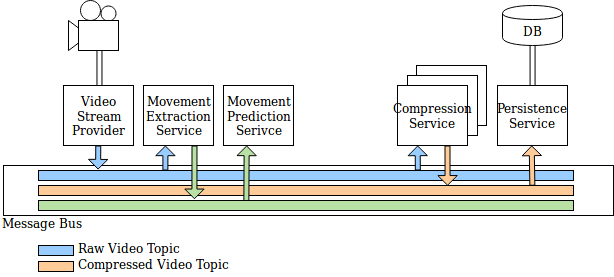 DB
Video
Stream
Provider
Movement
Extraction
Service
Movement
Prediction
Serivce
Compression
Service
Persistence
Service
Message Bus
Raw Video Topic
Compressed Video Topic